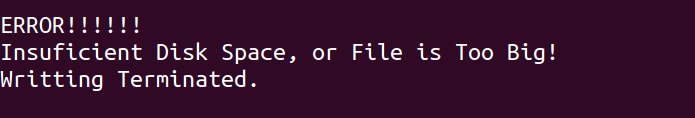 ERROR!!!!!!
Insuficient Disk Space, or File is Too Big!
Writting Terminated.